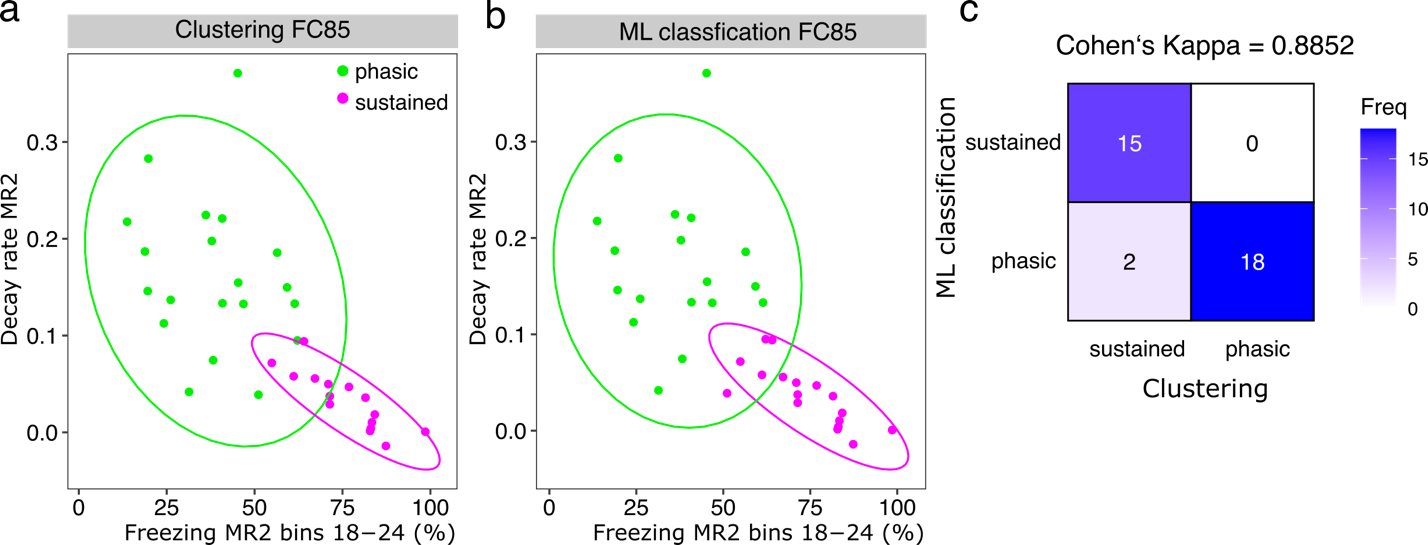 a
Clustering FC85
phasic
sustained
Decay rate MR2
0.3
0.2
0.1
0.0
0
25
50
75
100
Freezing MR2 bins 18−24 (%)
b
ML classfication FC85
Decay rate MR2
0.3
0.2
0.1
0.0
0
25
50
75
100
Freezing MR2 bins 18−24 (%)
c
Cohen‘s Kappa = 0.8852
ML classification
sustained
15
0
phasic
2
18
sustained
phasic
Clustering
Freq
15
10
5
0